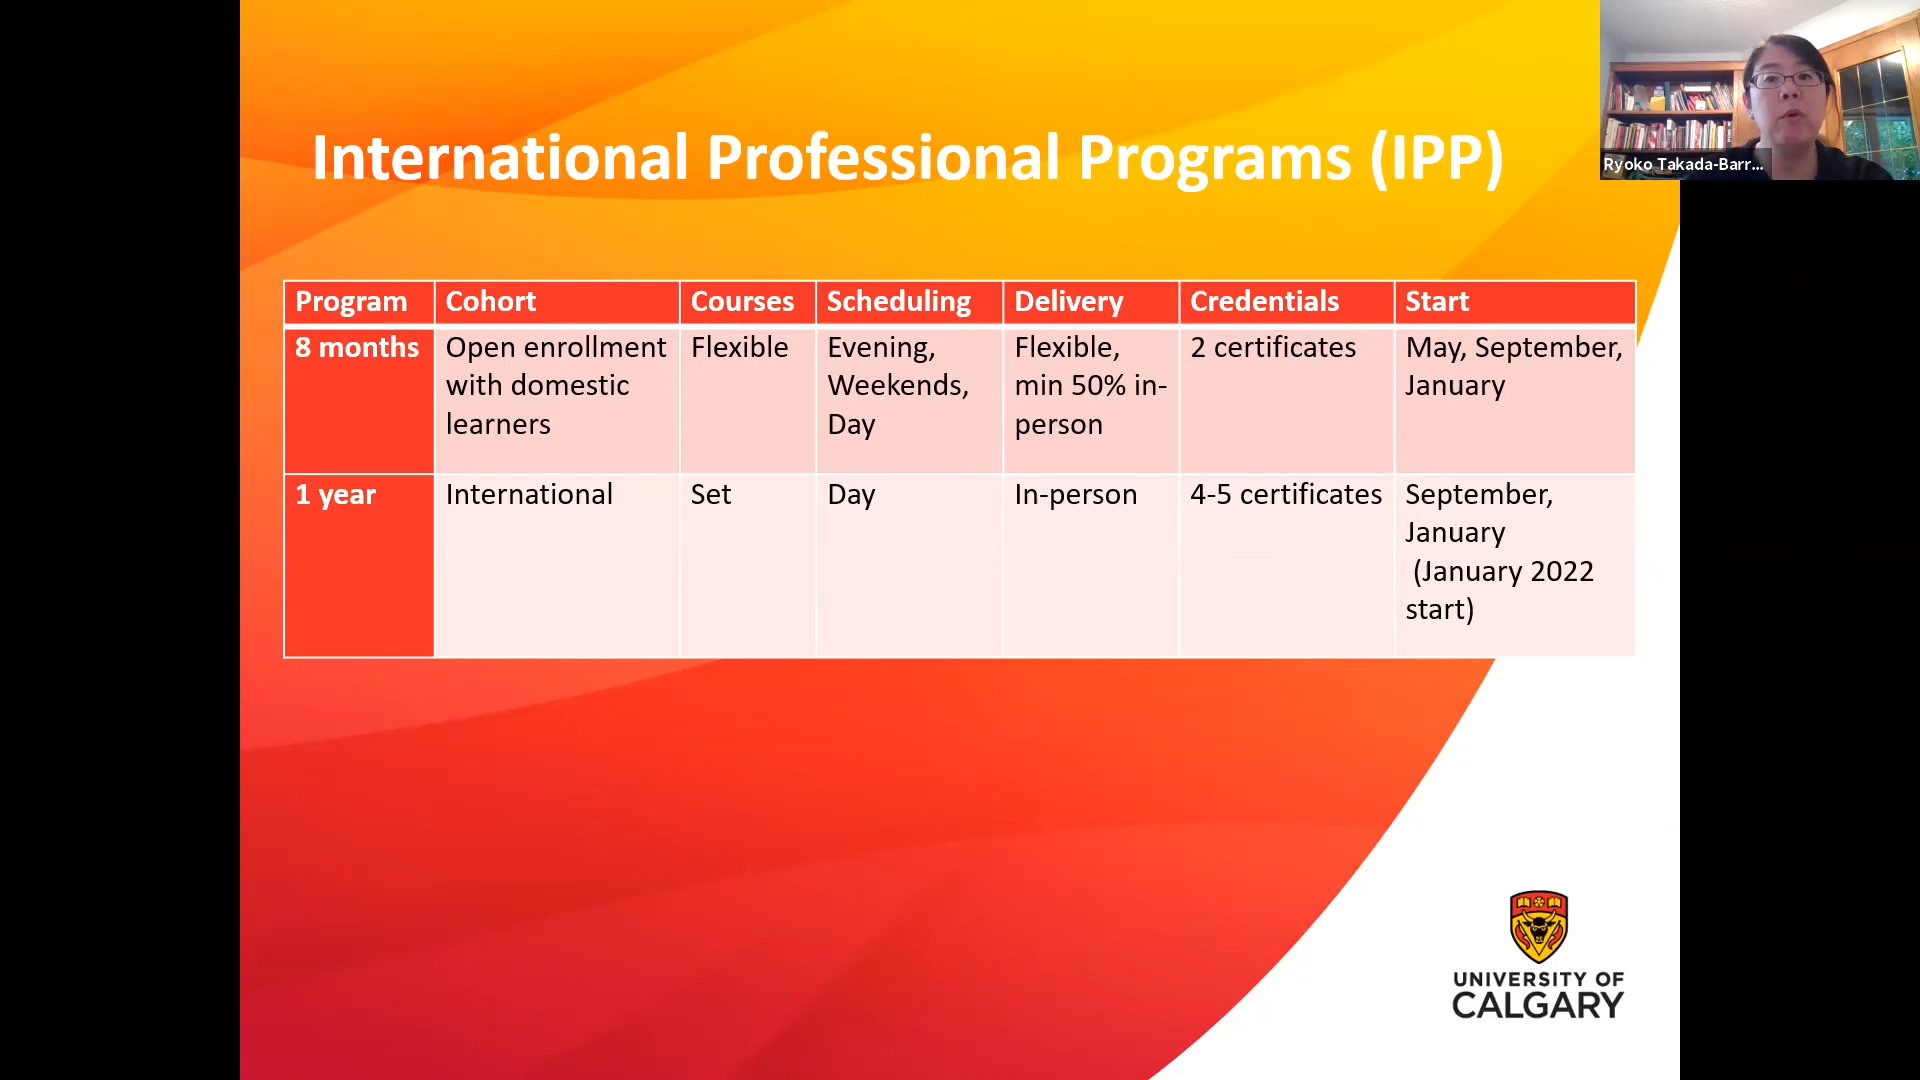 International Professional Programs (IPP)
Ryoko Takada-Barr...
Program Cohort Courses Scheduling Delivery Credentials Start
8 months Open enrollment Flexible Evening, Flexible, 2 certificates May, September,
with domestic Weekends, min 50% in- January
learners Day person
1 year International Set Day In-person 4-5 certificates September,
January
(January 2022
start)
UNIVERSITY OF
CALGARY